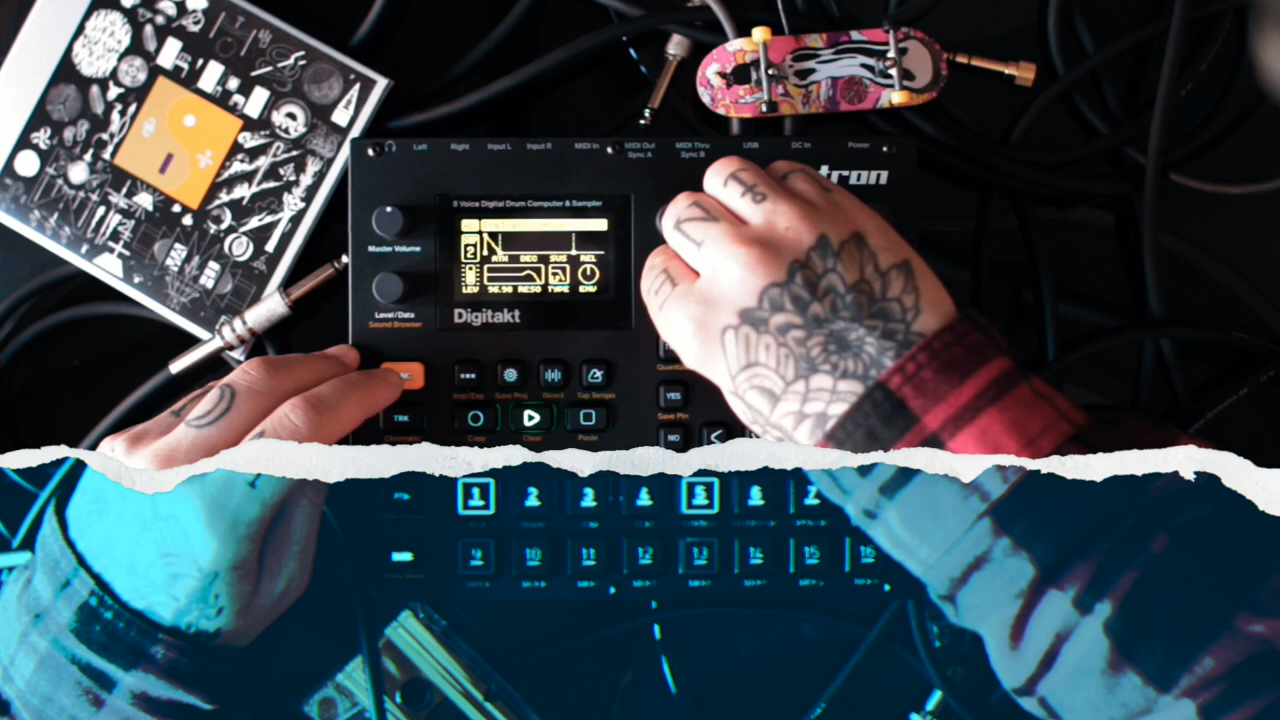 Left Right Input L Input R MIDI In MIDI Out MIDI Thru USB DC In Power
Sync A Sync B
tron
8 Voice Digital Drum Computer & Sampler
Master Volume
2
ATK DEC SUS REL
LEV 96.90 RESO TYPE ENV
Level/Data
Sound Browser
Digitakt
Imp/Exp Save Proj Direct Tap Tempo
YES
TRK
Save Ptn
Copy Clear Paste
NO
1 2 3 4 5 6 7
9 10 11 12 13 14 15 16